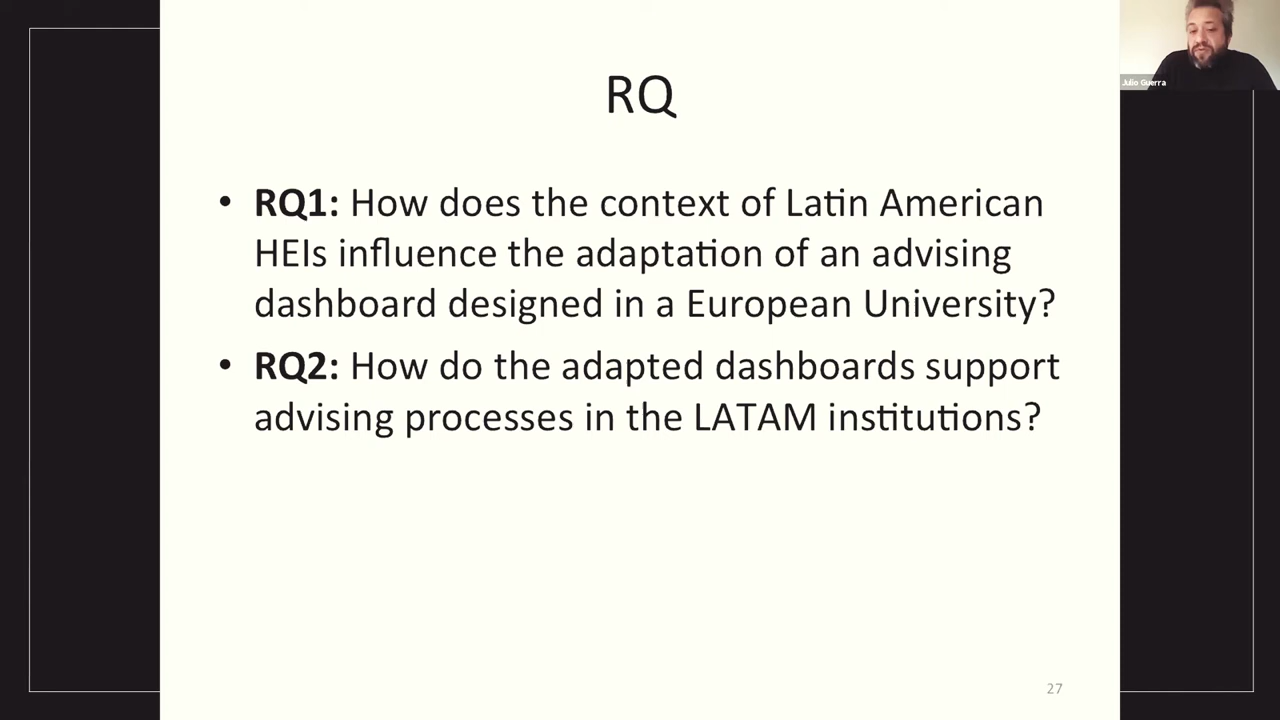 RQ
• RQ1: How does the context of Latin American
HEIs influence the adaptation of an advising
dashboard designed in a European University?
• RQ2: How do the adapted dashboards support
advising processes in the LATAM institutions?
27
Julio Guerra